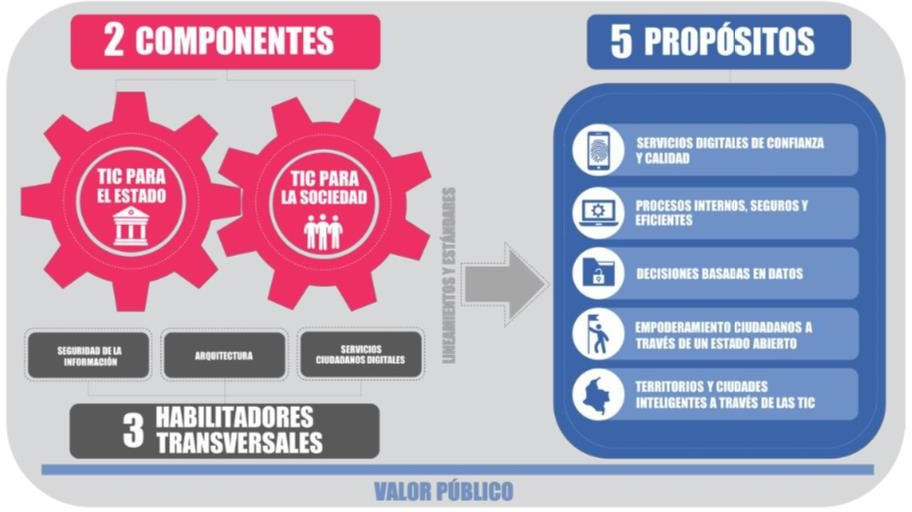 2 COMPONENTES
TIC PARA
EL ESTADO
TIC PARA
LA SOCIEDAD
SEGURIDAD DE LA
INFORMACIÓN
ARQUITECTURA
SERVICIOS
CIUDADANOS DIGITALES
3 HABILITADORES
TRANSVERSALES
LINEAMIENTOS Y ESTÁNDARES
5 PROPÓSITOS
SERVICIOS DIGITALES DE CONFIANZA
Y CALIDAD
PROCESOS INTERNOS, SEGUROS Y
EFICIENTES
DECISIONES BASADAS EN DATOS
EMPODERAMIENTO CIUDADANOS A
TRAVÉS DE UN ESTADO ABIERTO
TERRITORIOS Y CIUDADES
INTELIGENTES A TRAVÉS DE LAS TIC
VALOR PÚBLICO